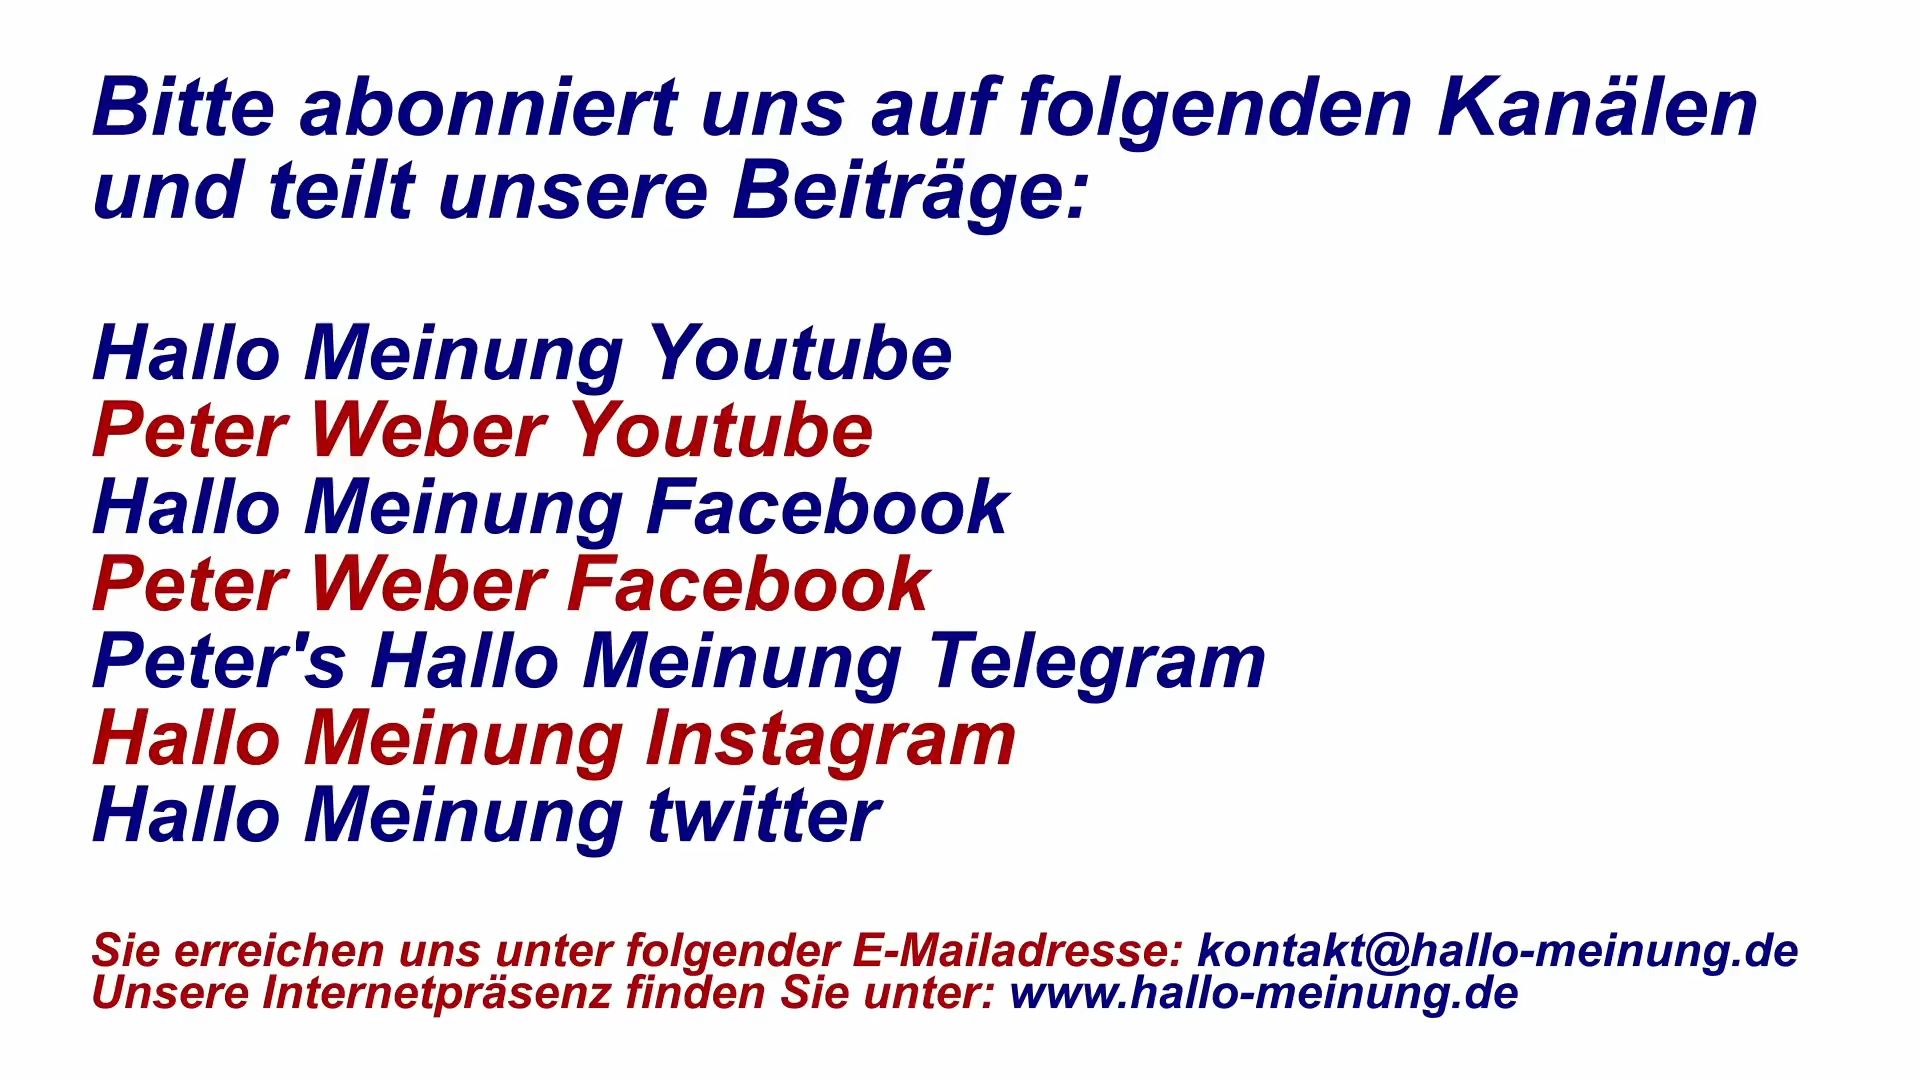 Bitte abonniert uns auf folgenden Kanälen
und teilt unsere Beiträge:
Hallo Meinung Youtube
Peter Weber Youtube
Hallo Meinung Facebook
Peter Weber Facebook
Peter's Hallo Meinung Telegram
Hallo Meinung Instagram
Hallo Meinung twitter
Sie erreichen uns unter folgender E-Mailadresse: kontakt@hallo-meinung.de
Unsere Internetpräsenz finden Sie unter: www.hallo-meinung.de